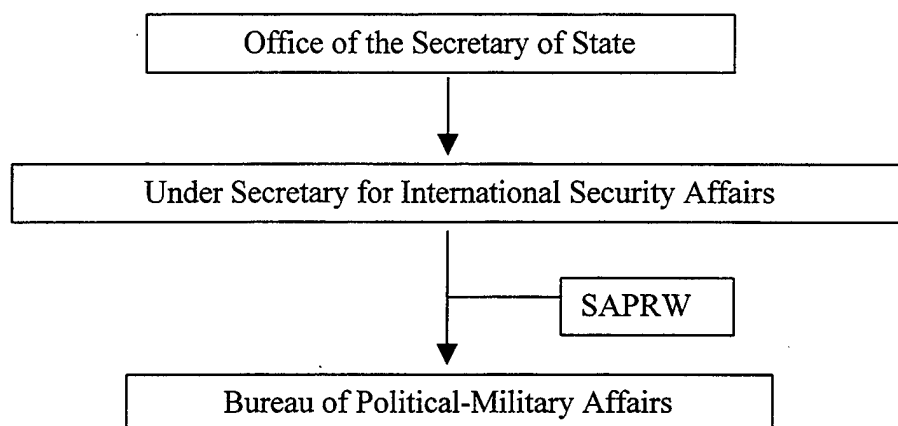 Office of the Secretary of State
Under Secretary for International Security Affairs
SAPRW
Bureau of Political-Military Affairs